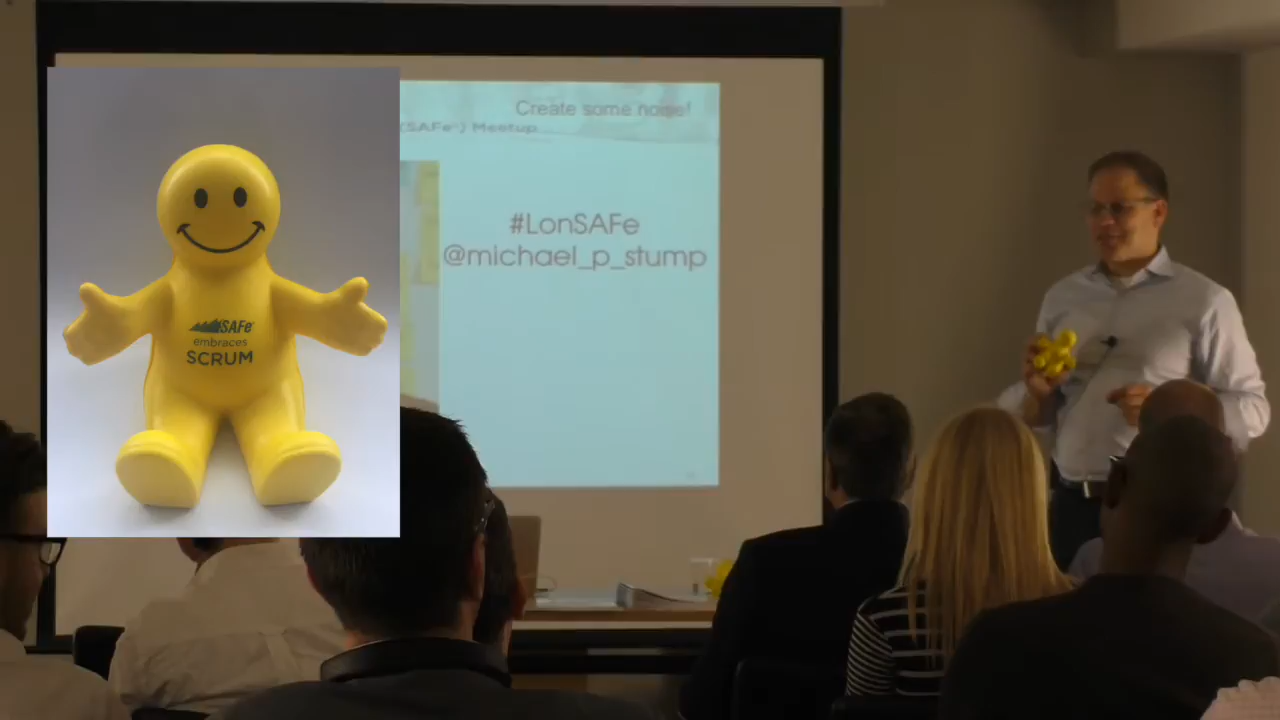 Create some noise!
(SAFe®) Meetup
#LonSAFe
@michael_p_stump
SAFe®
embraces
SCRUM